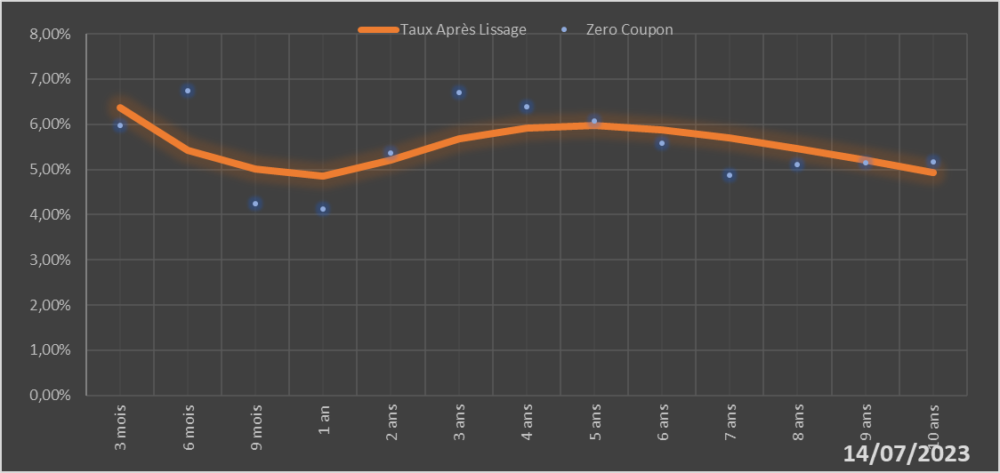 Taux Après Lissage
Zero Coupon
8,00%
7,00%
6,00%
5,00%
4,00%
3,00%
2,00%
1,00%
0,00%
3 mois
6 mois
9 mois
1 an
2 ans
3 ans
4 ans
5 ans
6 ans
7 ans
8 ans
9 ans
10 ans
14/07/2023